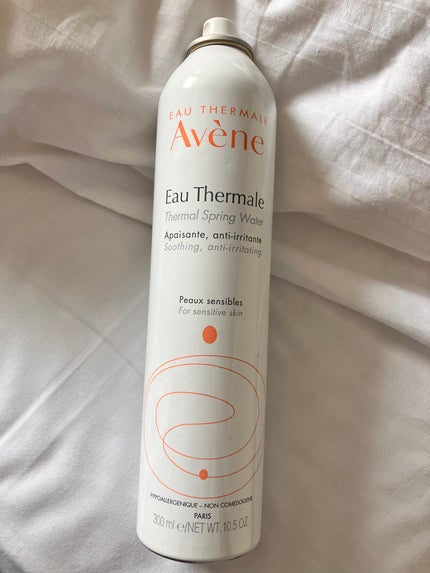 EAU THERMALE
Avène
Eau Thermale
Thermal Spring Water
Apaisante, anti-irritante
Soothing, anti-irritating
Peaux sensibles
For sensitive skin
HYPOALLERGENIQUE – NON COMEDOGENE
PARIS
300 ml e/NET WT. 10.5 OZ.